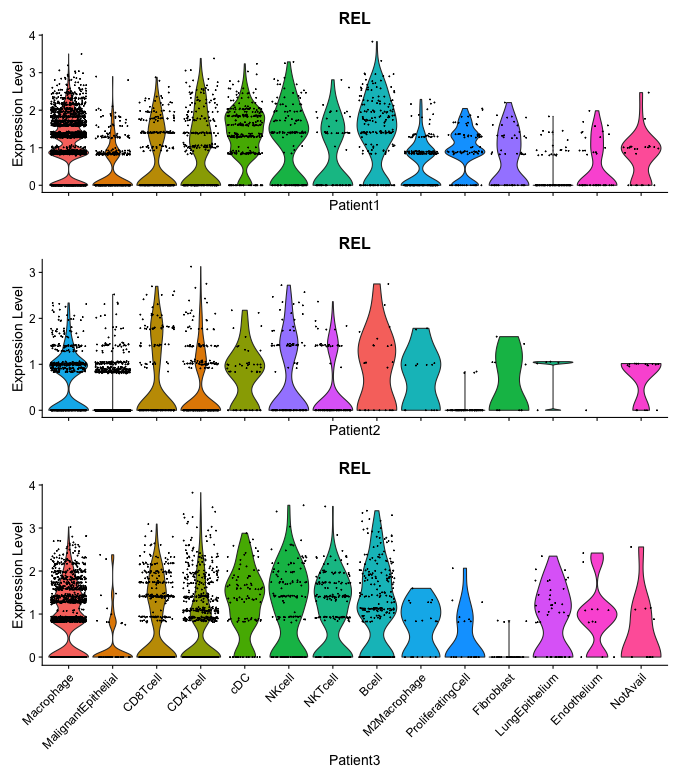 REL
Expression Level
4
3
2
1
0
Patient1
REL
Expression Level
3
2
1
0
Patient2
REL
Expression Level
4
3
2
1
0
Macrophage
MalignantEpithelial
CD8Tcell
CD4Tcell
cDC
NKcell
NKTcell
Bcell
M2Macrophage
ProliferatingCell
Fibroblast
LungEpithelium
Endothelium
NotAvail
Patient3